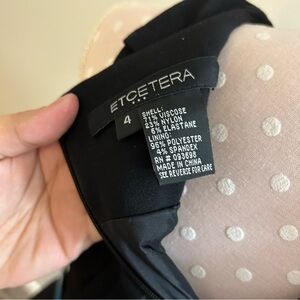 ETCETERA
4
SHELL:
71% VISCOSE
23% NYLON
6% ELASTANE
LINING:
96% POLYESTER
4% SPANDEX
RN # 093698
MADE IN CHINA
SEE REVERSE FOR CARE